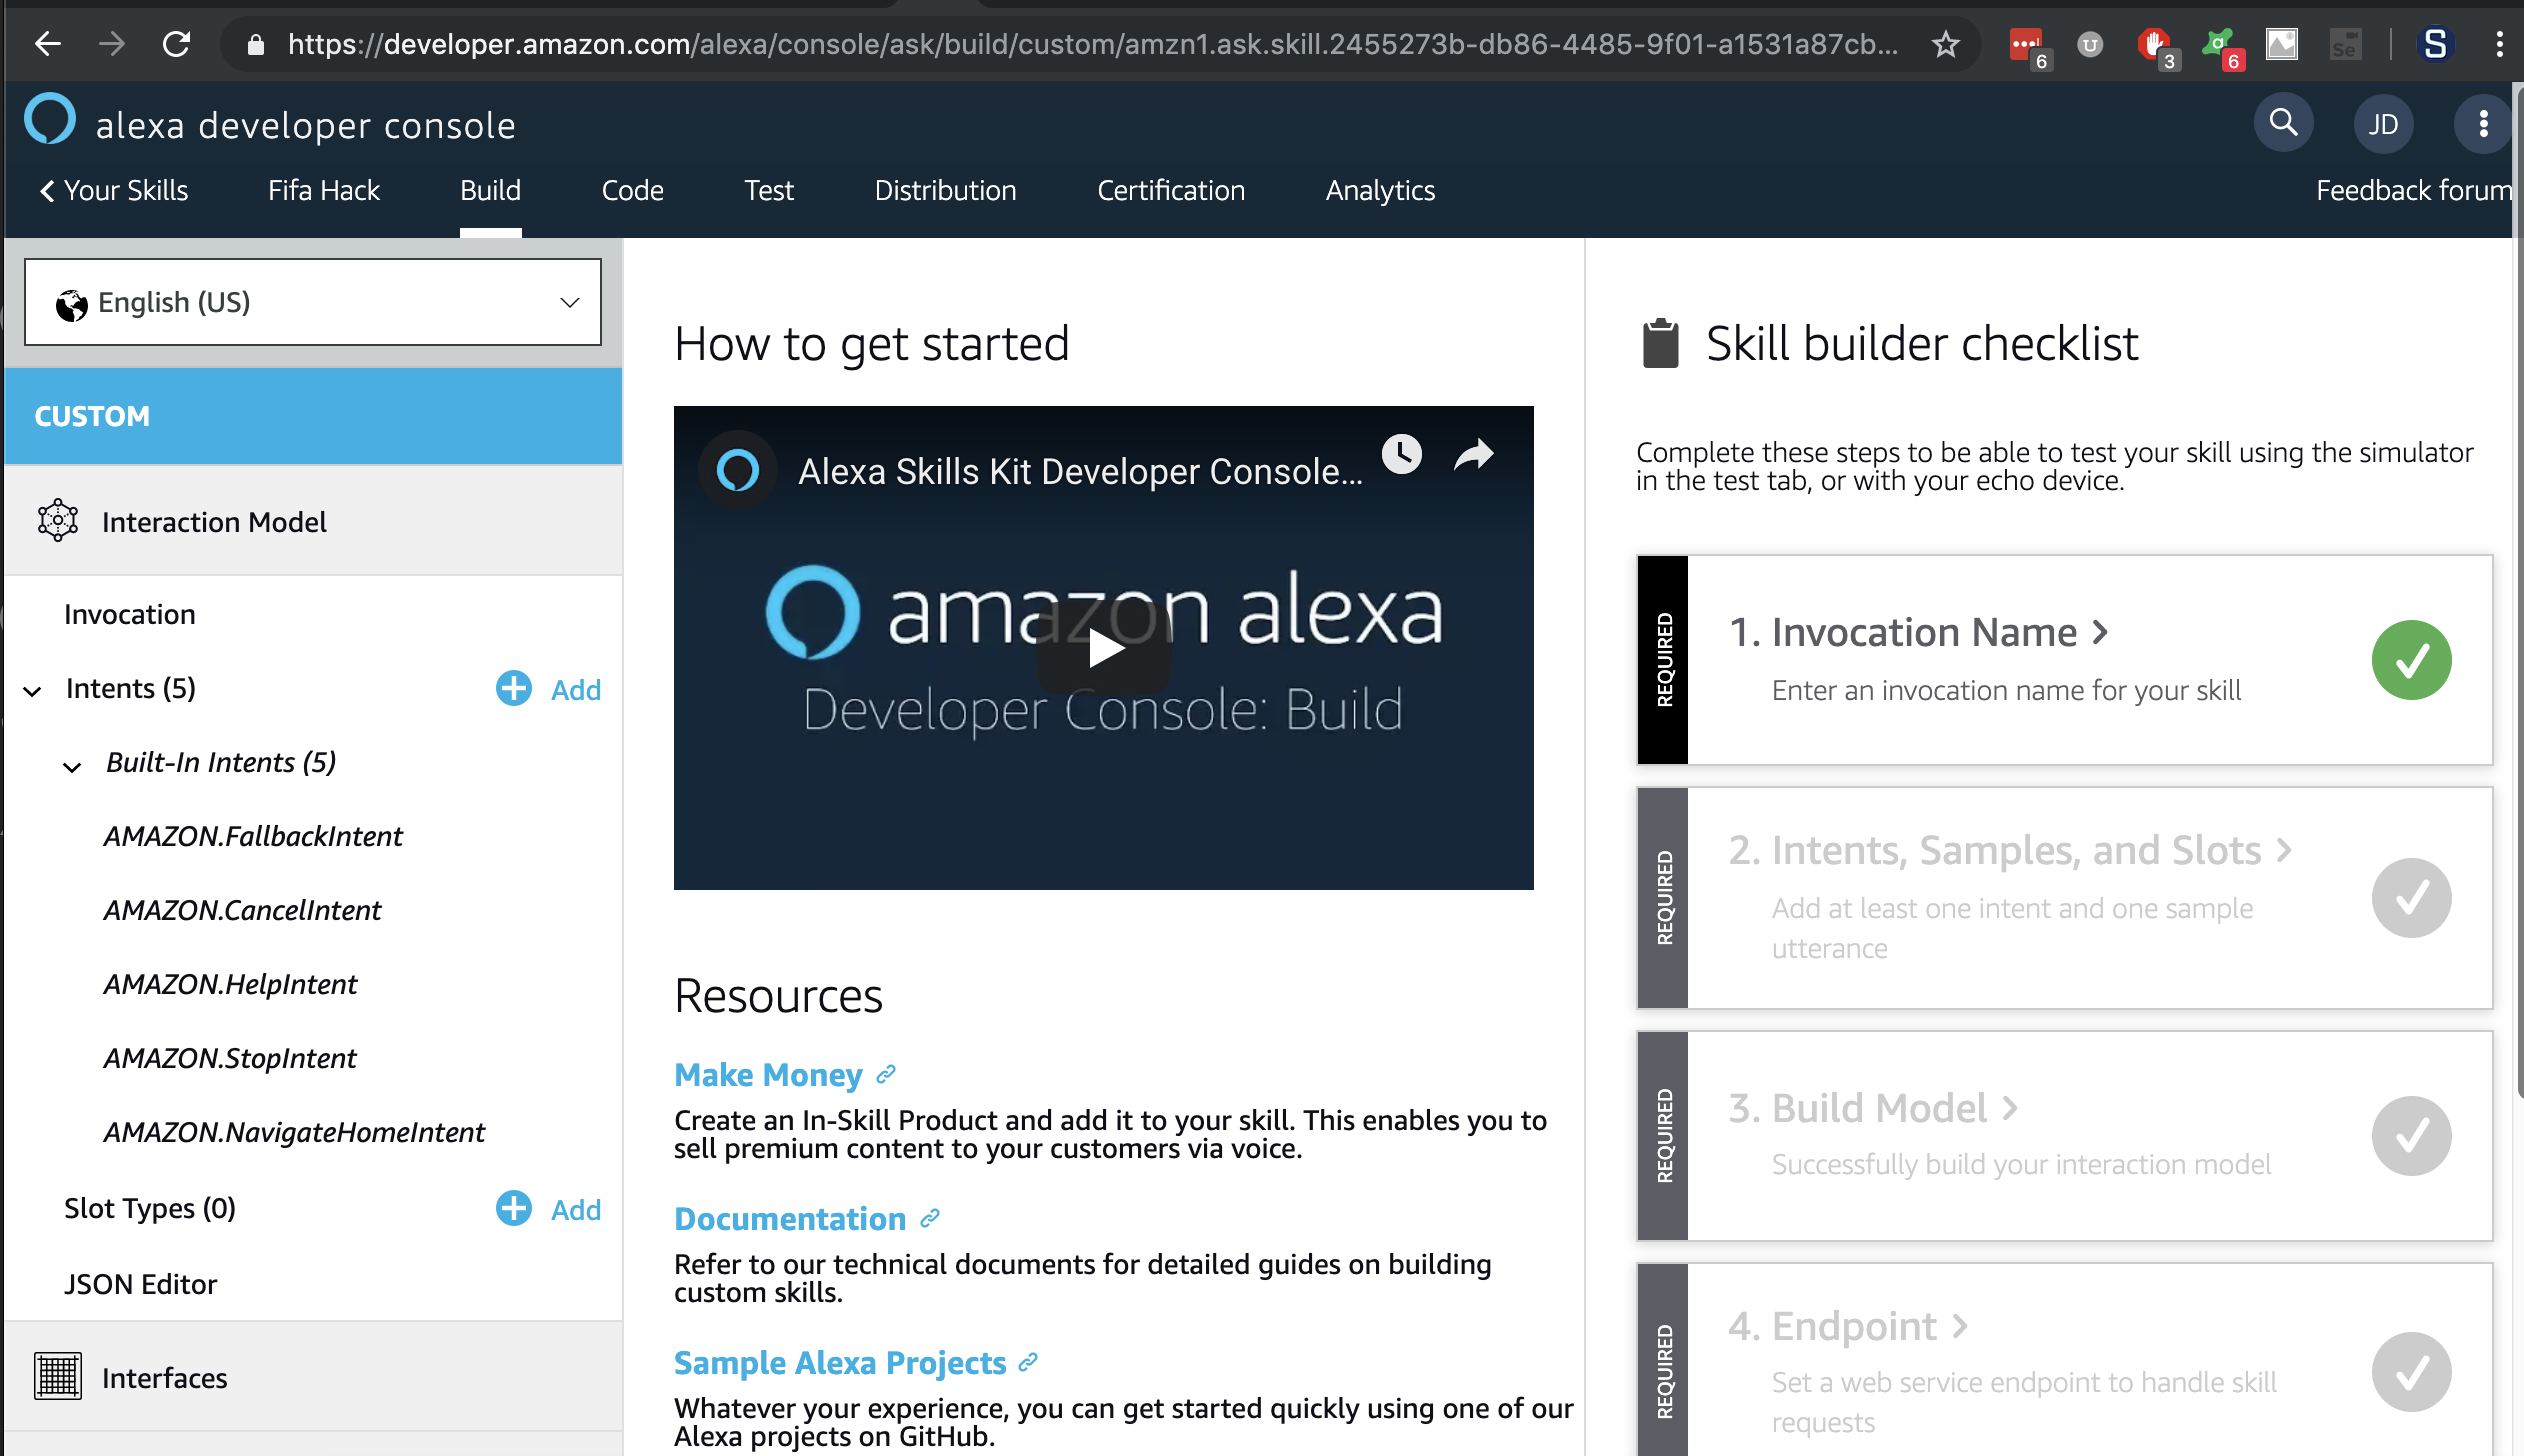 https://developer.amazon.com/alexa/console/ask/build/custom/amzn1.ask.skill.2455273b-db86-4485-9f01-a1531a87cb...
6
3
6
Se
S
alexa developer console
JD
Your Skills
Fifa Hack
Build
Code
Test
Distribution
Certification
Analytics
Feedback forum
English (US)
CUSTOM
Interaction Model
Invocation
Intents (5)
Add
Built-In Intents (5)
AMAZON.FallbackIntent
AMAZON.CancelIntent
AMAZON.HelpIntent
AMAZON.StopIntent
AMAZON.NavigateHomeIntent
Slot Types (0)
Add
JSON Editor
Interfaces
How to get started
Alexa Skills Kit Developer Console...
amazon alexa
Developer Console: Build
Resources
Make Money
Create an In-Skill Product and add it to your skill. This enables you to
sell premium content to your customers via voice.
Documentation
Refer to our technical documents for detailed guides on building
custom skills.
Sample Alexa Projects
Whatever your experience, you can get started quickly using one of our
Alexa projects on GitHub.
Skill builder checklist
Complete these steps to be able to test your skill using the simulator
in the test tab, or with your echo device.
REQUIRED
1. Invocation Name
Enter an invocation name for your skill
REQUIRED
2. Intents, Samples, and Slots
Add at least one intent and one sample
utterance
REQUIRED
3. Build Model
Successfully build your interaction model
REQUIRED
4. Endpoint
Set a web service endpoint to handle skill
requests